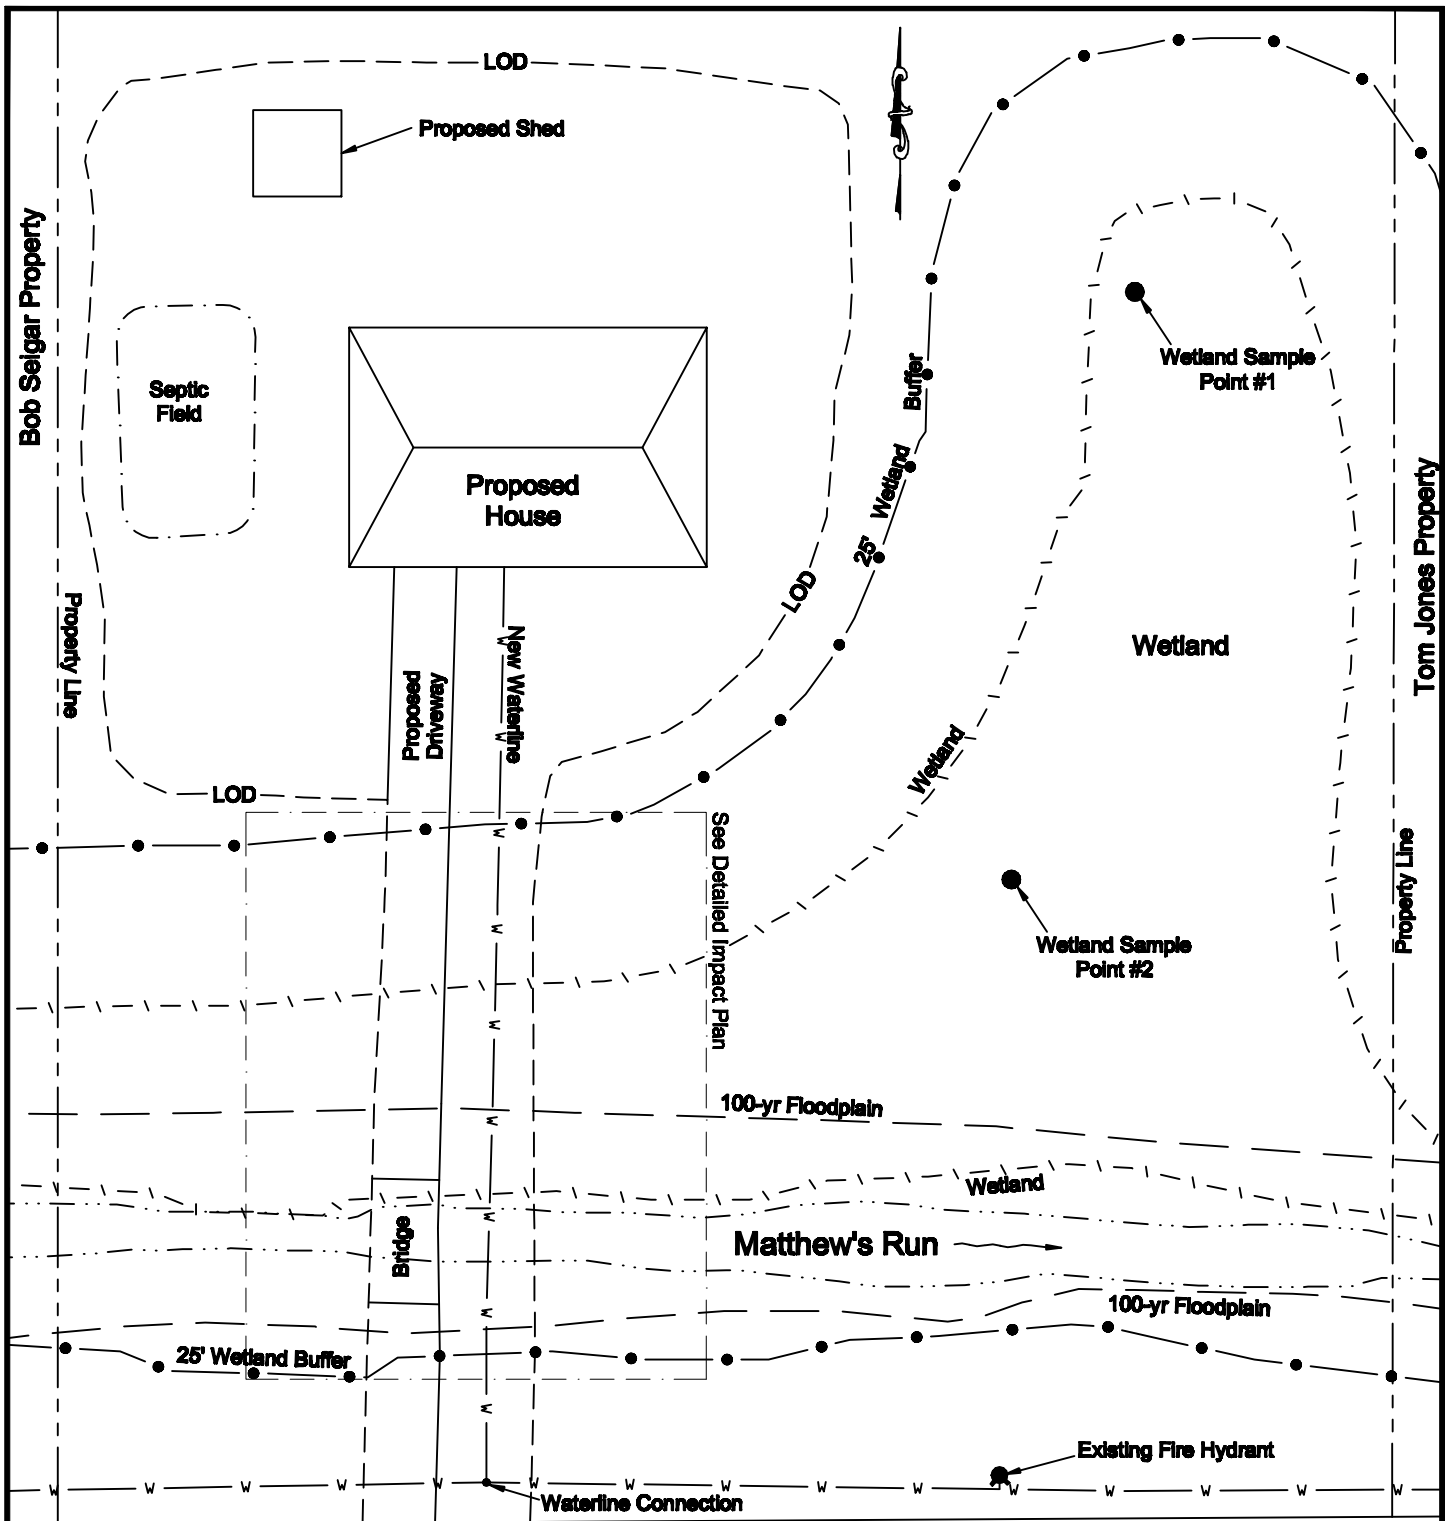 LOD
Proposed Shed
Bob Seigar Property
Septic
Field
Proposed
House
Buffer
Wetland
25'
Wetland Sample
Point #1
LOD
Property Line
New Waterline
Proposed
Driveway
Wetland
Tom Jones Property
Wetland
LOD
See Detailed Impact Plan
Property Line
Wetland Sample
Point #2
100-yr Floodplain
Wetland
Bridge
Matthew's Run
100-yr Floodplain
25' Wetland Buffer
Existing Fire Hydrant
Waterline Connection
W W W W W W W W W
W W W W W W W W W W W W W W W